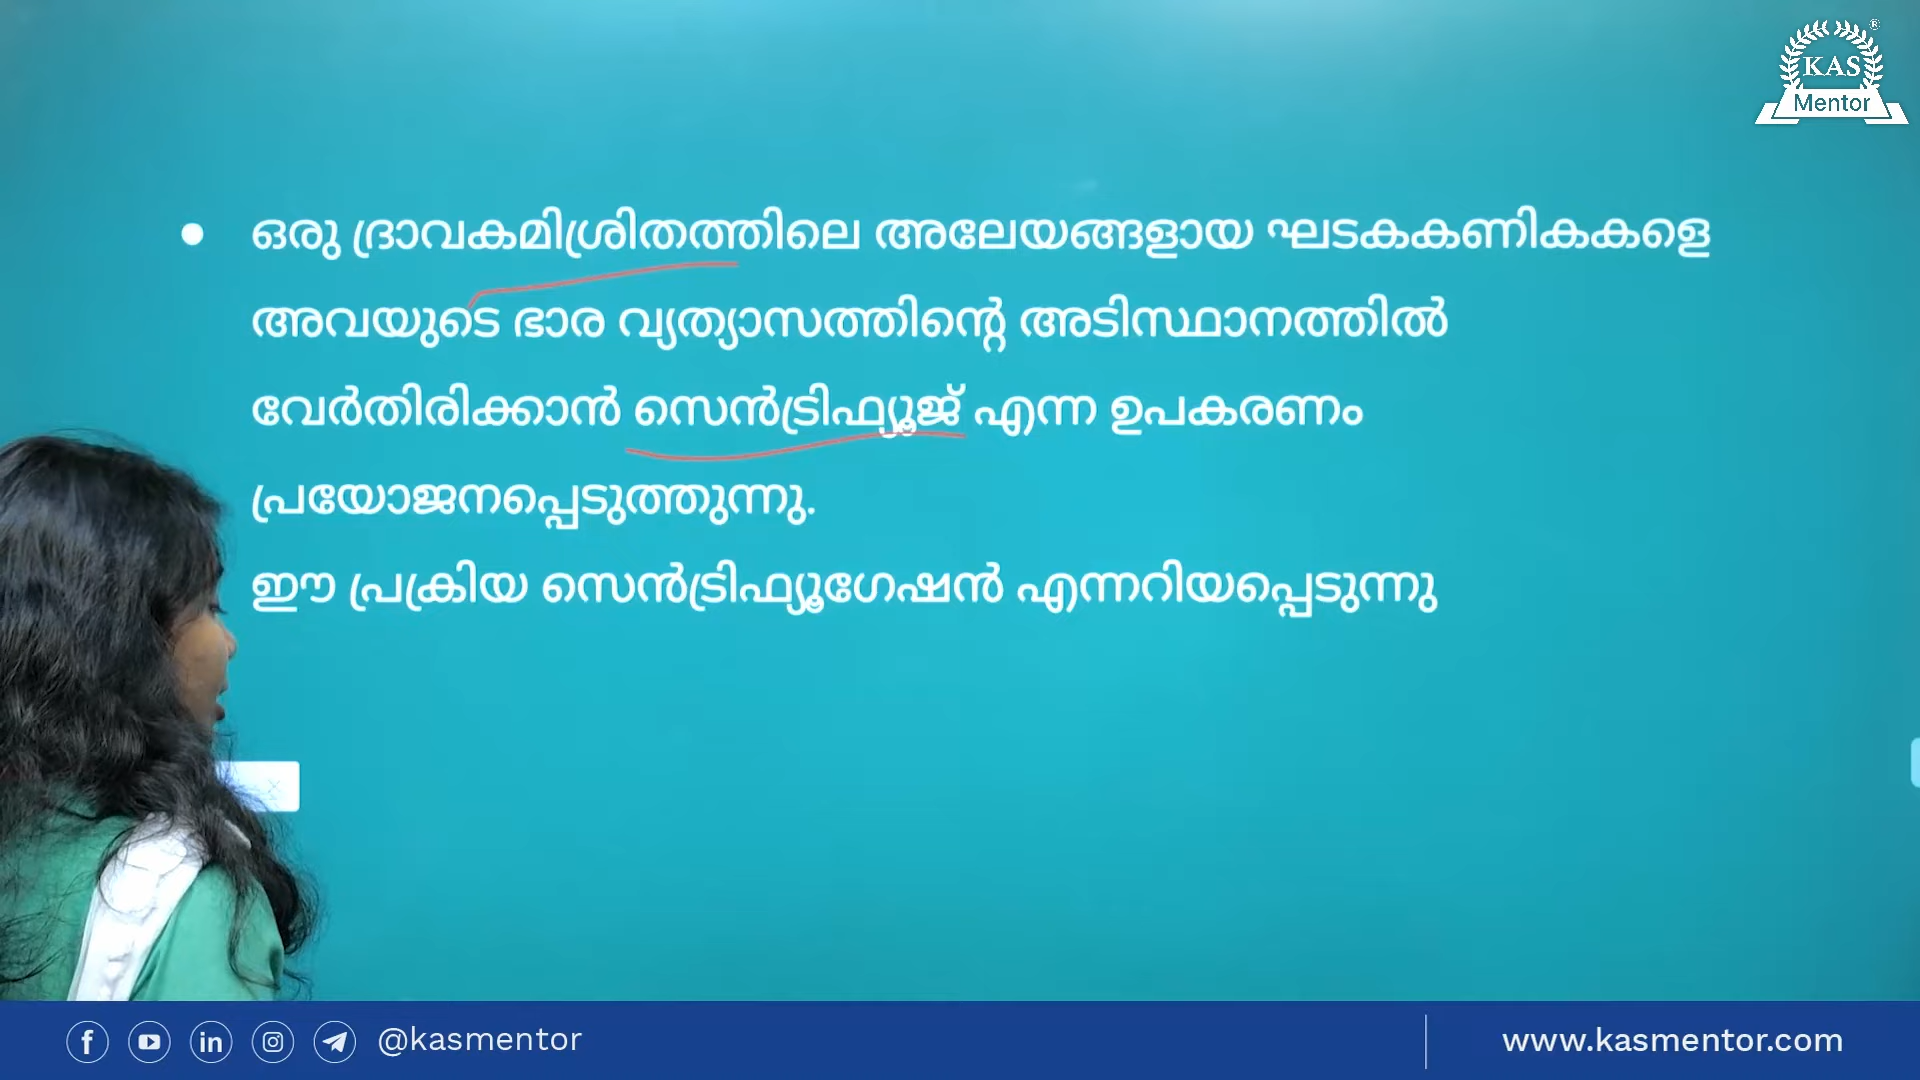 KAS
Mentor
®
ഒരു ദ്രാവകമിശ്രിതത്തിലെ അലേയങ്ങളായ ഘടകകണികകളെ
അവയുടെ ഭാര വ്യത്യാസത്തിന്റെ അടിസ്ഥാനത്തിൽ
വേർതിരിക്കാൻ സെൻട്രിഫ്യൂജ് എന്ന ഉപകരണം
പ്രയോജനപ്പെടുത്തുന്നു.
ഈ പ്രക്രിയ സെൻട്രിഫ്യൂഗേഷൻ എന്നറിയപ്പെടുന്നു
@kasmentor
www.kasmentor.com